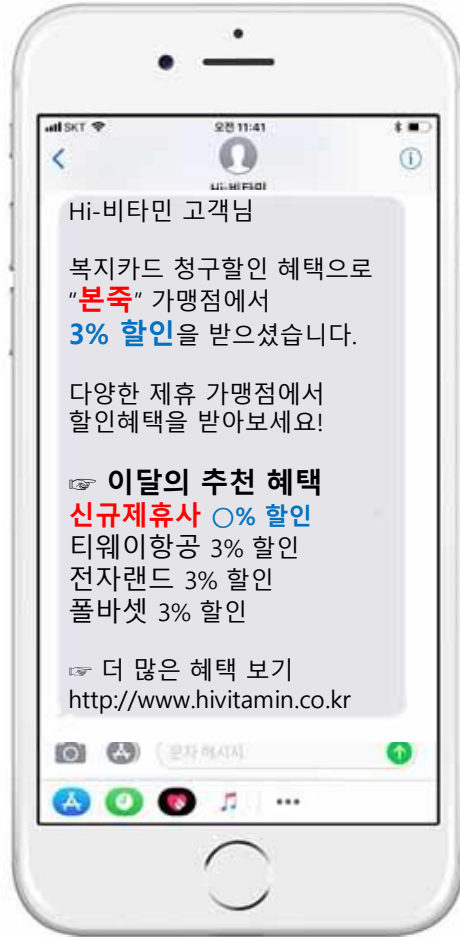 SKT
오전 11:41
Hi-비타민
Hi-비타민 고객님
복지카드 청구할인 혜택으로
“본죽” 가맹점에서
3% 할인을 받으셨습니다.
다양한 제휴 가맹점에서
할인혜택을 받아보세요!
☞ 이달의 추천 혜택
신규제휴사 ○% 할인
티웨이항공 3% 할인
전자랜드 3% 할인
폴바셋 3% 할인
☞ 더 많은 혜택 보기
http://www.hivitamin.co.kr
문자 메시지